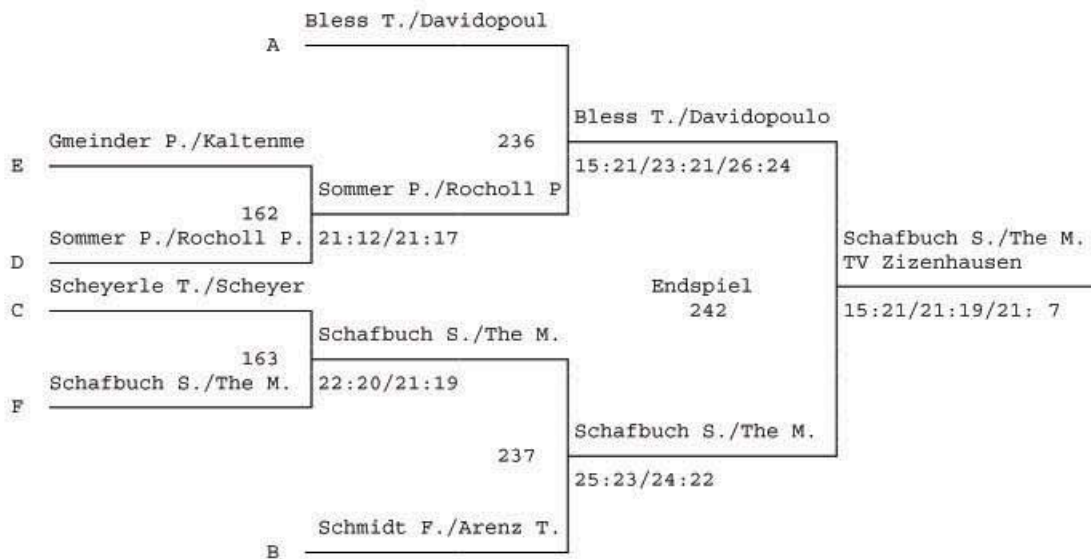 Bless T./Davidopoul
A
Bless T./Davidopoulo
236
Gmeinder P./Kaltenme
E
15:21/23:21/26:24
Sommer P./Rocholl P
162
Sommer P./Rocholl P.
21:12/21:17
D
Schafbuch S./The M.
TV Zizenhausen
Scheyerle T./Scheyer
C
Endspiel
242
15:21/21:19/21: 7
Schafbuch S./The M.
163
Schafbuch S./The M.
22:20/21:19
F
Schafbuch S./The M.
237
25:23/24:22
Schmidt F./Arenz T.
B